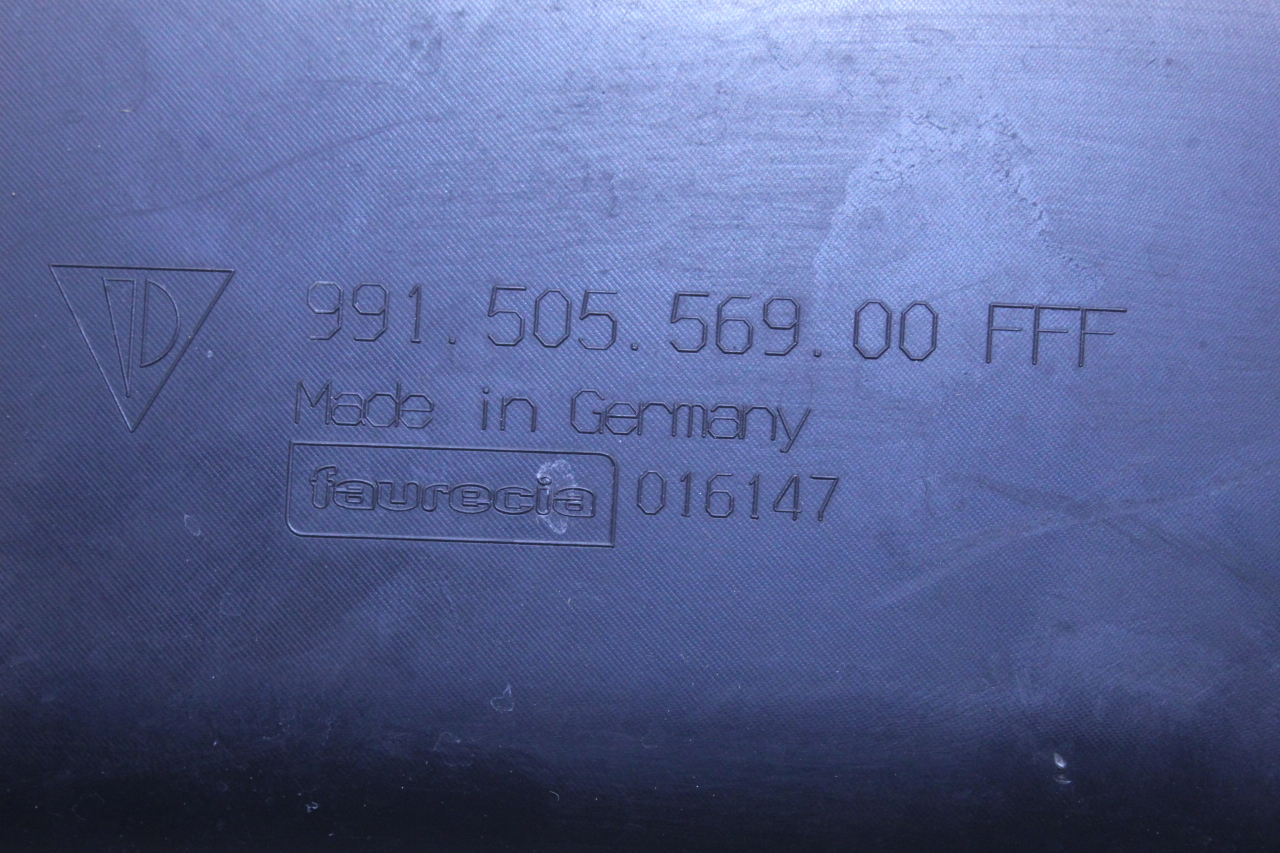 991.505.569.00 FFF
Made in Germany
faurecia 016147